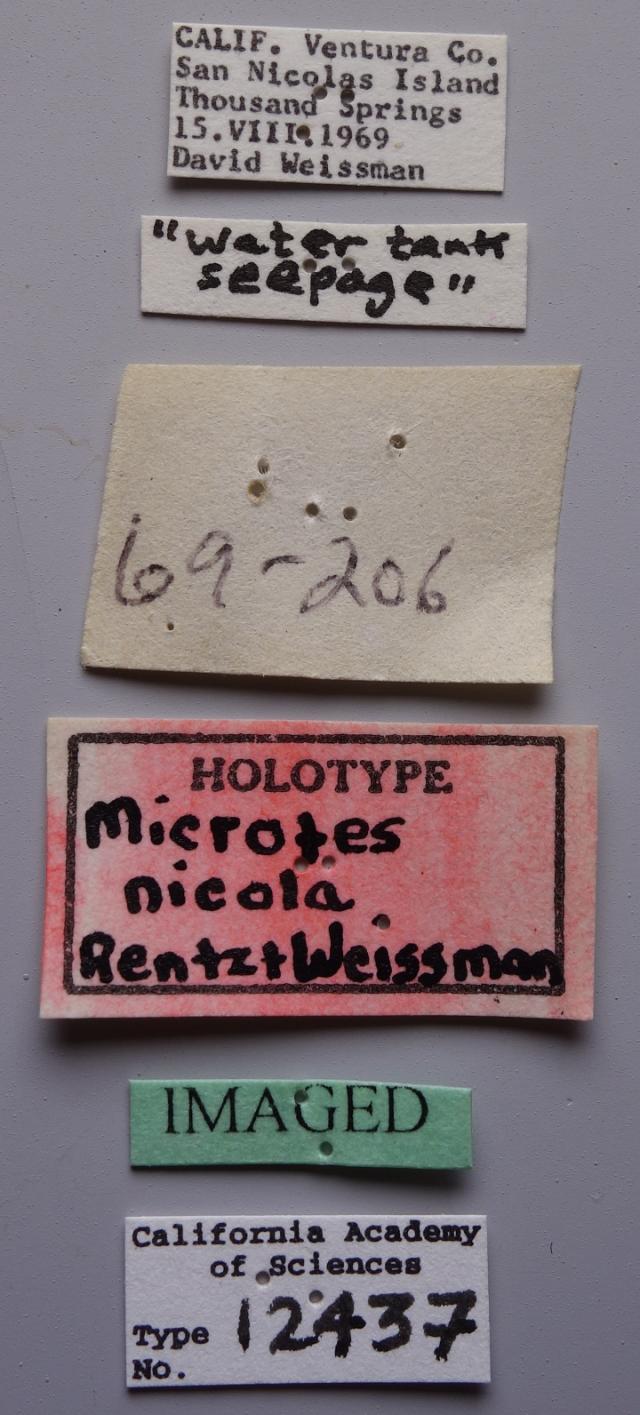 CALIF. Ventura Co.
San Nicolas Island
Thousand Springs
15.VIII.1969
David Weissman
"water tank
seepage"
69-206
HOLOTYPE
Microtes
nicola
Rentz+Weissman
IMAGED
California Academy
of Sciences
Type 12437
No.